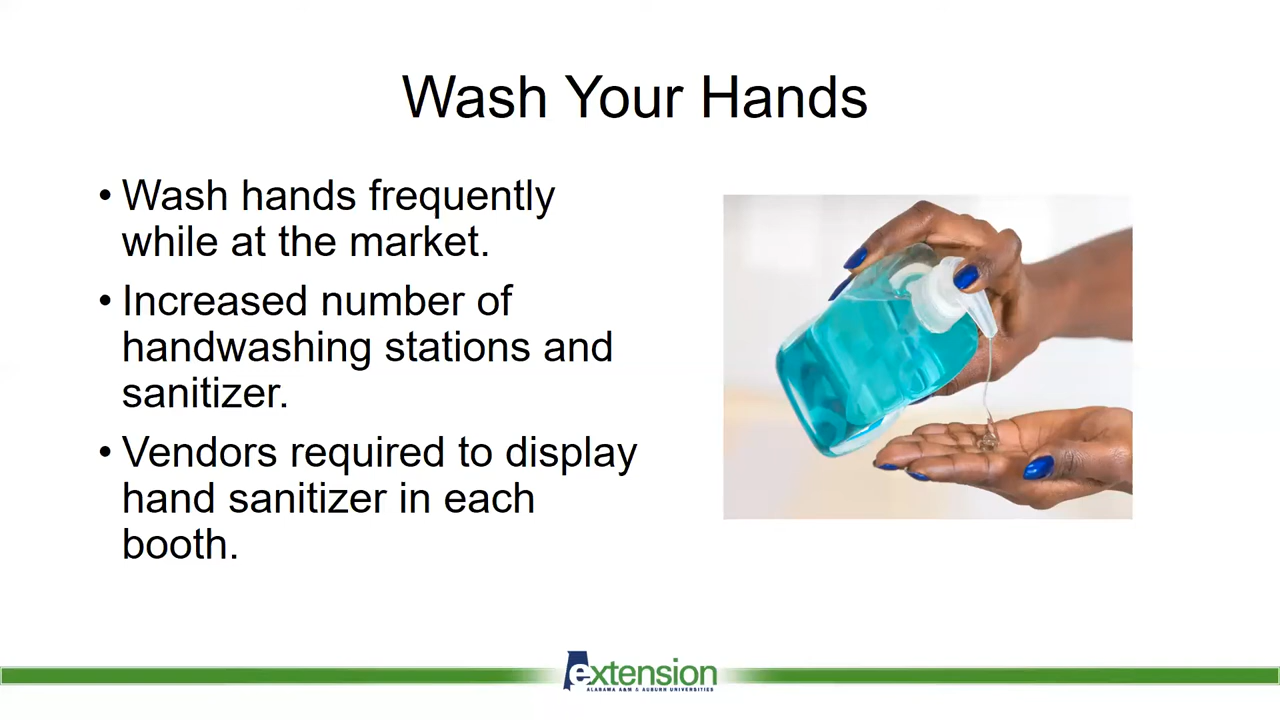 Wash Your Hands
• Wash hands frequently
while at the market.
• Increased number of
handwashing stations and
sanitizer.
• Vendors required to display
hand sanitizer in each
booth.
extension
ALABAMA A&M & AUBURN UNIVERSITIES